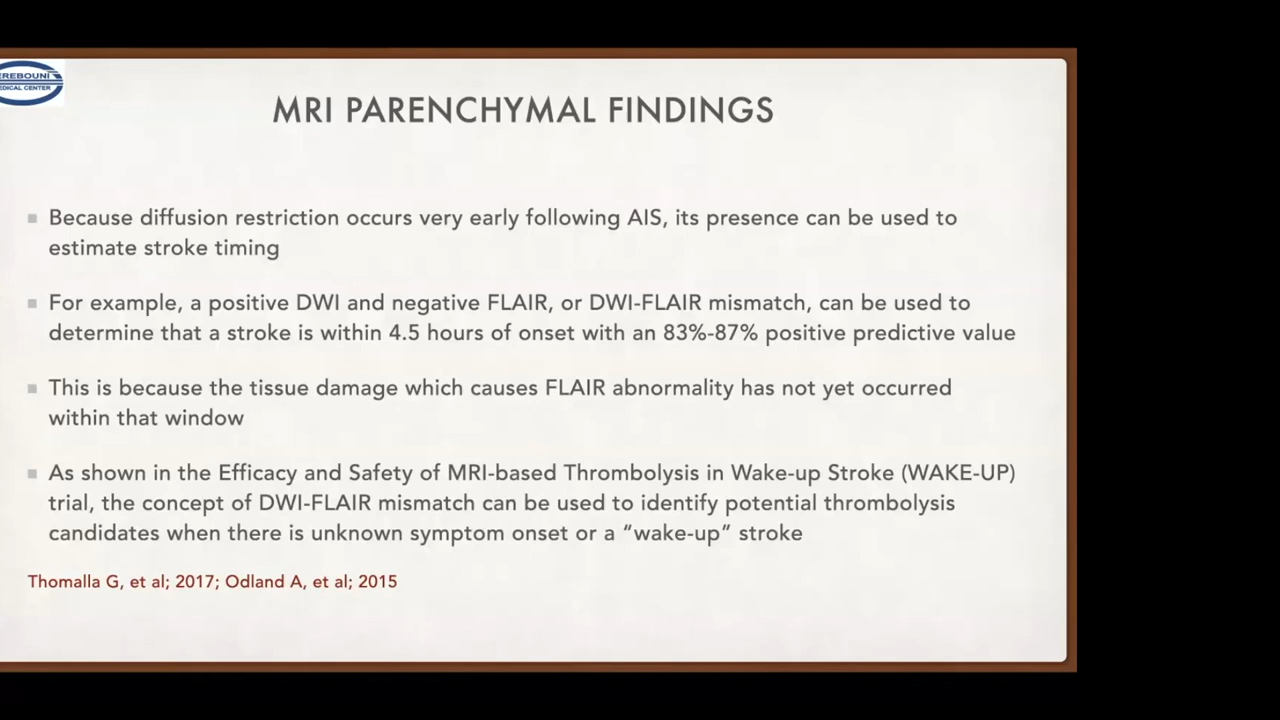 EREBOUNI
EDICAL CENTER
MRI PARENCHYMAL FINDINGS
Because diffusion restriction occurs very early following AIS, its presence can be used to
estimate stroke timing
For example, a positive DWI and negative FLAIR, or DWI-FLAIR mismatch, can be used to
determine that a stroke is within 4.5 hours of onset with an 83%-87% positive predictive value
This is because the tissue damage which causes FLAIR abnormality has not yet occurred
within that window
As shown in the Efficacy and Safety of MRI-based Thrombolysis in Wake-up Stroke (WAKE-UP)
trial, the concept of DWI-FLAIR mismatch can be used to identify potential thrombolysis
candidates when there is unknown symptom onset or a “wake-up” stroke
Thomalla G, et al; 2017; Odland A, et al; 2015